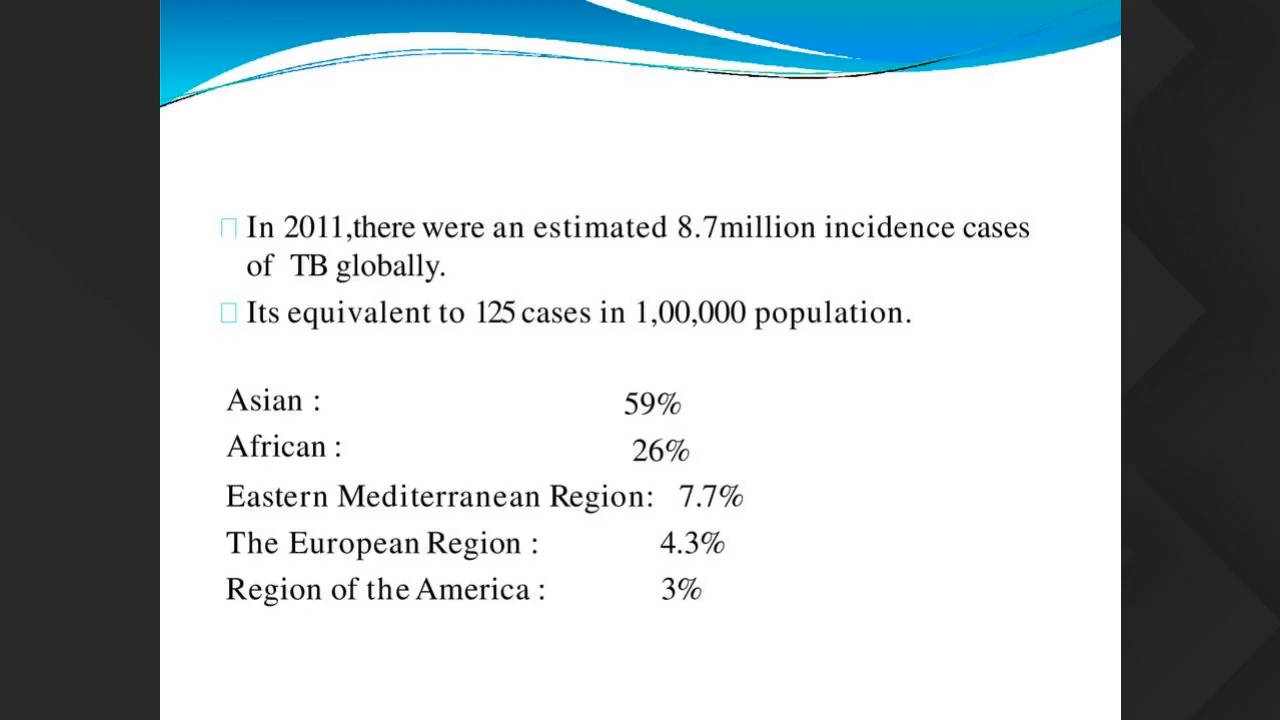 In 2011,there were an estimated 8.7million incidence cases
of TB globally.
Its equivalent to 125 cases in 1,00,000 population.
Asian : 59%
African : 26%
Eastern Mediterranean Region: 7.7%
The European Region : 4.3%
Region of the America : 3%